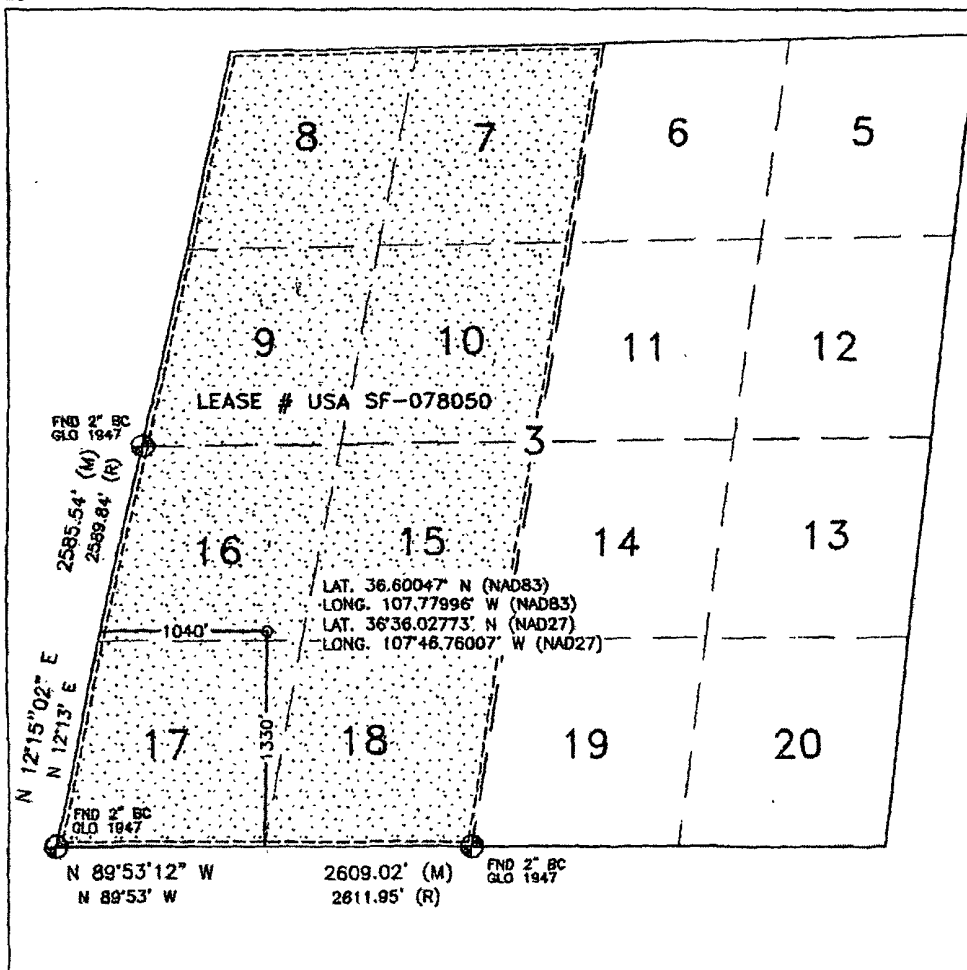 8 7 6 5
9 10 11 12
LEASE # USA SF-078050
FND 2" BC
GLO 1947
3
2585.54' (M)
2589.84' (R)
16 15 14 13
LAT. 36.60047° N (NAD83)
LONG. 107.77996° W (NAD83)
LAT. 36°36.02773' N (NAD27)
LONG. 107°46.76007' W (NAD27)
1040'
1330'
N 12°15'02" E
N 12°13' E
17 18 19 20
FND 2" BC
GLO 1947
N 89°53'12" W
N 89°53' W
2609.02' (M)
2611.95' (R)
FND 2" BC
GLO 1947